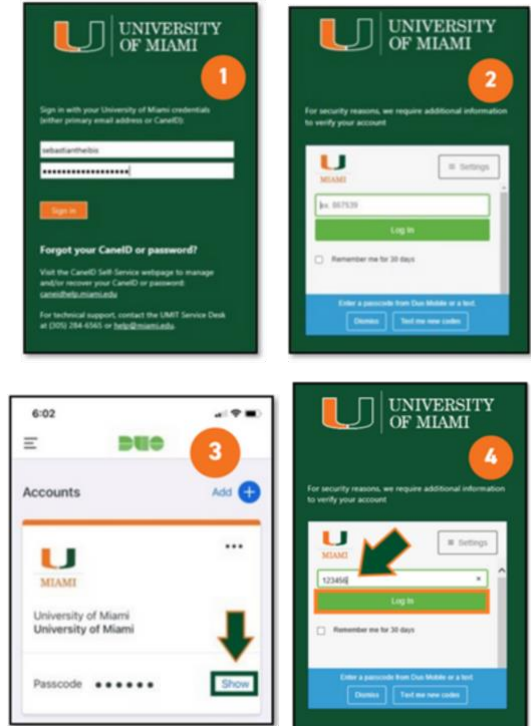 UNIVERSITY
OF MIAMI
1
Sign in with your University of Miami credentials
(either primary email address or CaneID):
sebastiantheibis
Sign in
Forgot your CaneID or password?
Visit the CaneID Self-Service webpage to manage
and/or recover your CaneID or password:
caneidhelp.miami.edu
For technical support, contact the UMIT Service Desk
at (305) 284-6565 or help@miami.edu.
UNIVERSITY
OF MIAMI
2
For security reasons, we require additional information
to verify your account
MIAMI
Settings
ex. 867539
Log In
Remember me for 30 days
Enter a passcode from Duo Mobile or a text.
Dismiss
Text me new codes
6:02
DUO
3
Accounts
Add +
MIAMI
University of Miami
University of Miami
Passcode
Show
UNIVERSITY
OF MIAMI
4
For security reasons, we require additional information
to verify your account
MIAMI
Settings
123456
Log In
Remember me for 30 days
Enter a passcode from Duo Mobile or a text.
Dismiss
Text me new codes